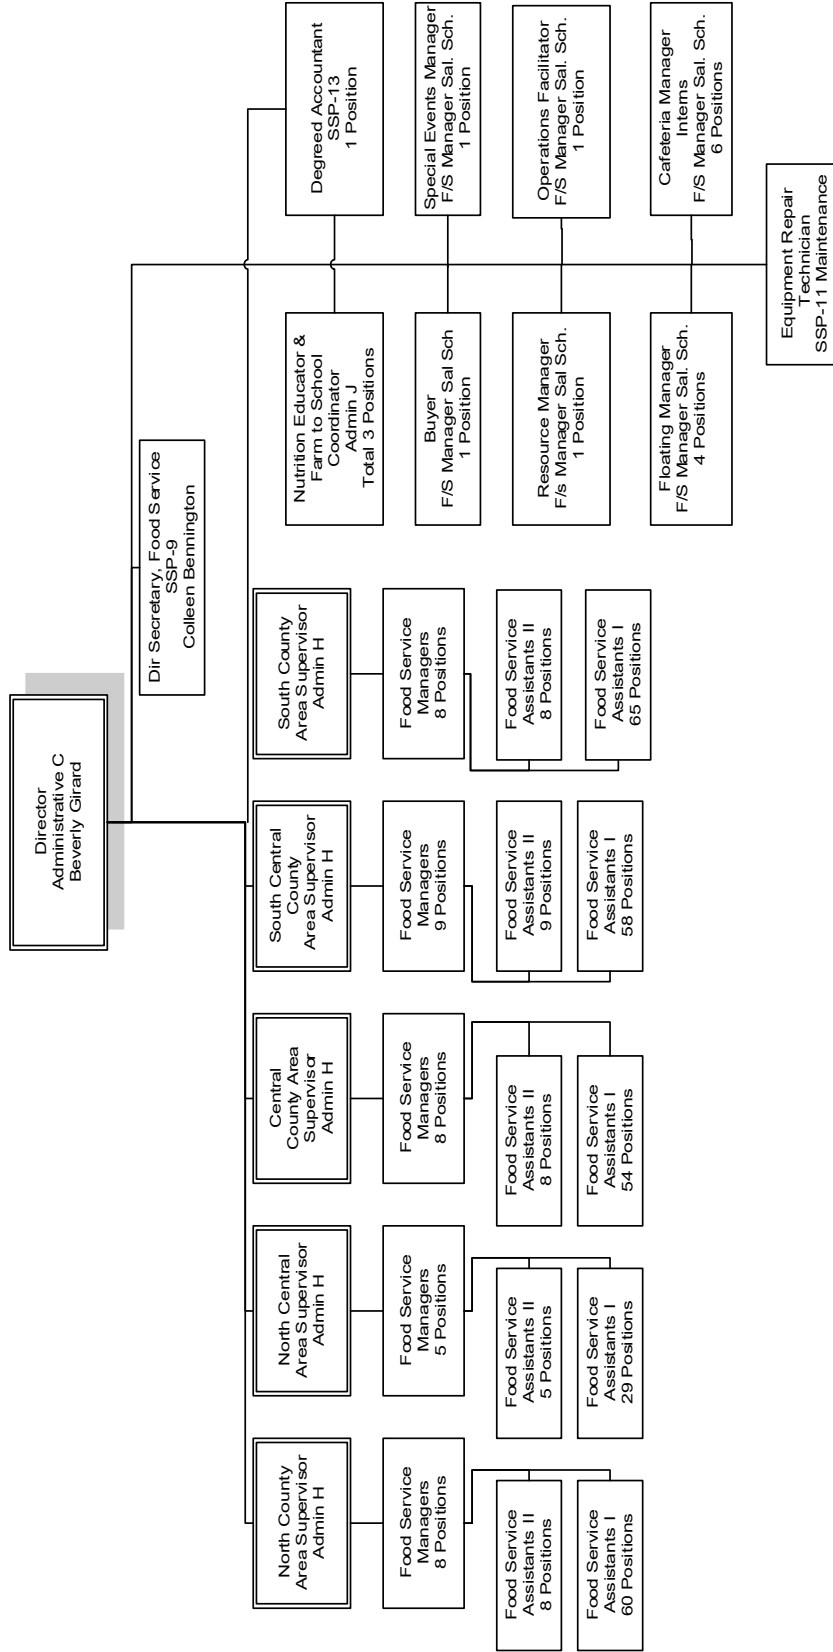 Director
Administrative C
Beverly Girard
Dir Secretary, Food Service
SSP-9
Colleen Bennington
North County
Area Supervisor
Admin H
North Central
Area Supervisor
Admin H
Central
County Area
Supervisor
Admin H
South Central
County
Area Supervisor
Admin H
South County
Area Supervisor
Admin H
Nutrition Educator &
Farm to School
Coordinator
Admin J
Total 3 Positions
Degreed Accountant
SSP-13
1 Position
Food Service
Managers
8 Positions
Food Service
Managers
5 Positions
Food Service
Managers
8 Positions
Food Service
Managers
9 Positions
Food Service
Managers
8 Positions
Buyer
F/S Manager Sal Sch
1 Position
Special Events Manager
F/S Manager Sal. Sch.
1 Position
Food Service
Assistants II
8 Positions
Food Service
Assistants II
5 Positions
Food Service
Assistants II
8 Positions
Food Service
Assistants II
9 Positions
Food Service
Assistants II
8 Positions
Resource Manager
F/s Manager Sal Sch.
1 Position
Operations Facilitator
F/S Manager Sal. Sch.
1 Position
Food Service
Assistants I
60 Positions
Food Service
Assistants I
29 Positions
Food Service
Assistants I
54 Positions
Food Service
Assistants I
58 Positions
Food Service
Assistants I
65 Positions
Floating Manager
F/S Manager Sal. Sch.
4 Positions
Cafeteria Manager
Interns
F/S Manager Sal. Sch.
6 Positions
Equipment Repair
Technician
SSP-11 Maintenance